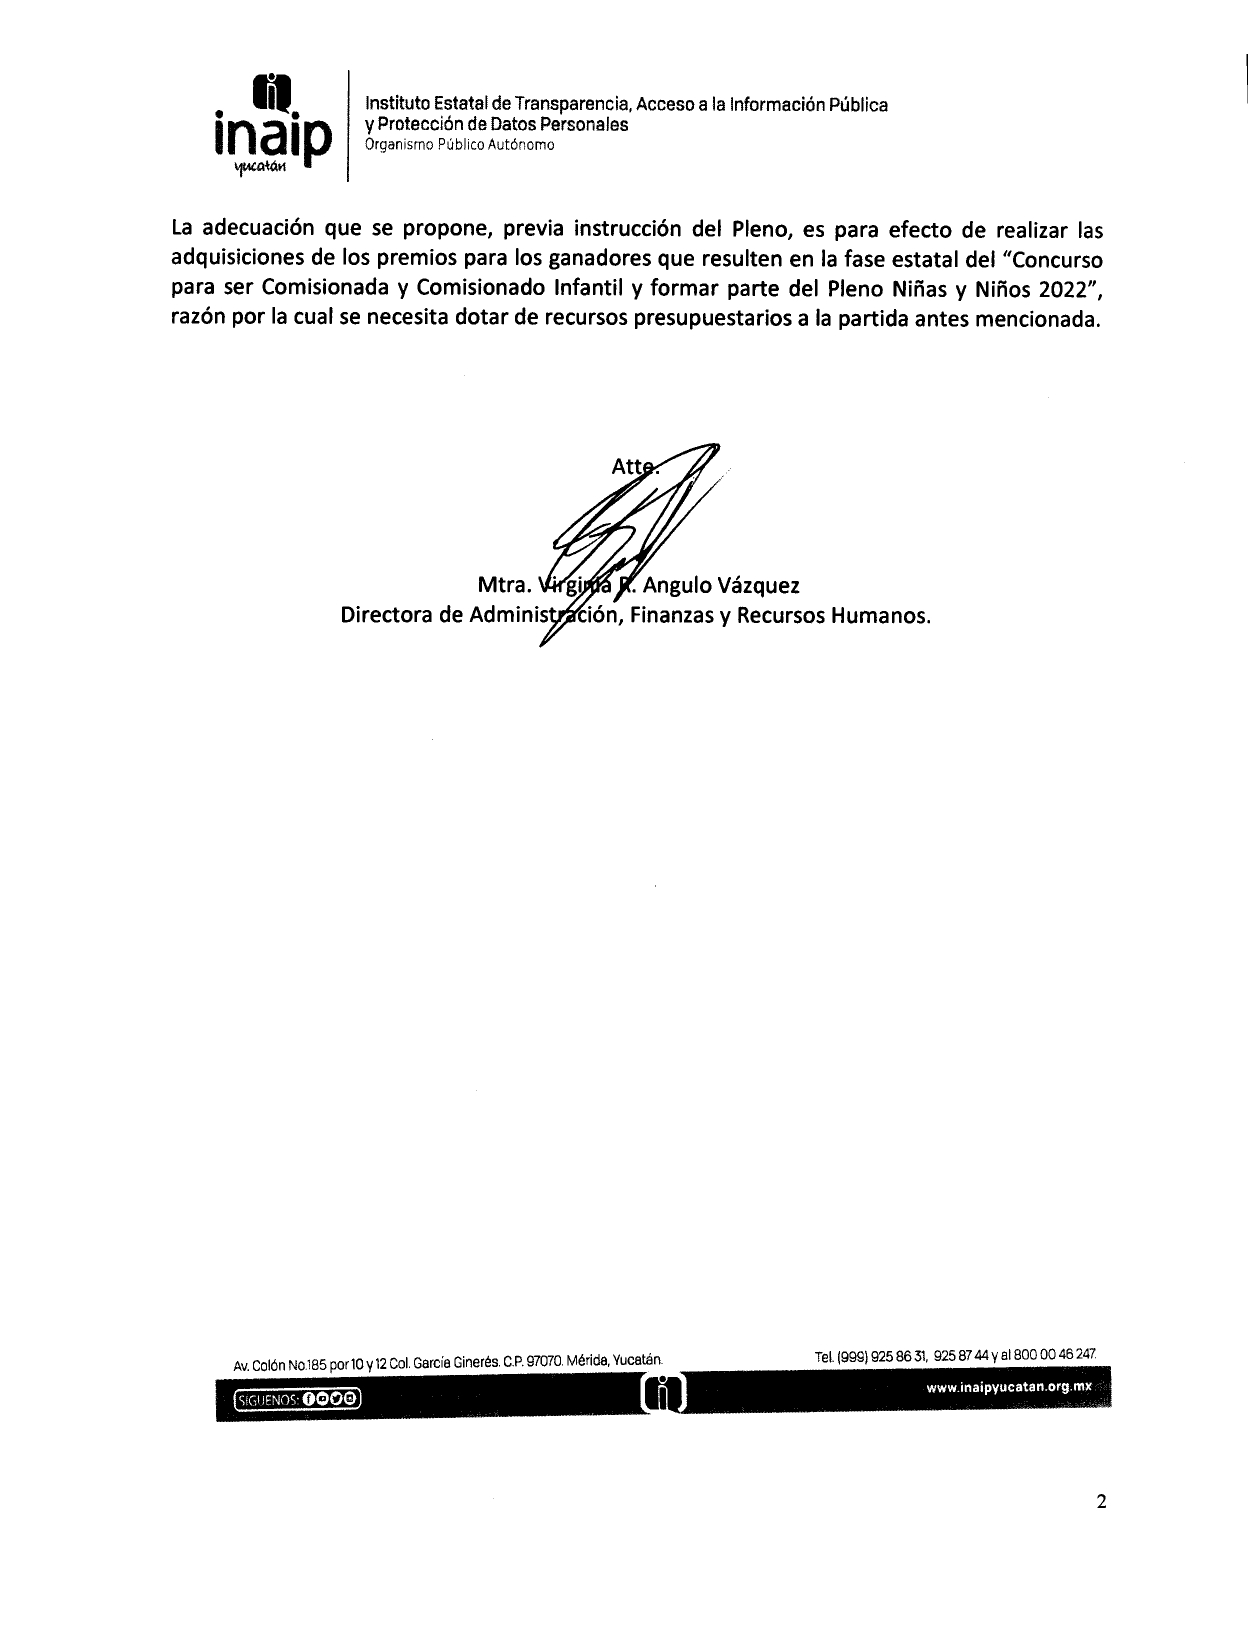 inaip
yucatán
Instituto Estatal de Transparencia, Acceso a la Información Pública
y Protección de Datos Personales
Organismo Público Autónomo
La adecuación que se propone, previa instrucción del Pleno, es para efecto de realizar las
adquisiciones de los premios para los ganadores que resulten en la fase estatal del “Concurso
para ser Comisionada y Comisionado Infantil y formar parte del Pleno Niñas y Niños 2022”,
razón por la cual se necesita dotar de recursos presupuestarios a la partida antes mencionada.
Atte.
Mtra. Virginia R. Angulo Vázquez
Directora de Administración, Finanzas y Recursos Humanos.
Av. Colón No.185 por 10 y 12 Col. García Ginerés. C.P. 97070. Mérida, Yucatán.
Tel. (999) 925 86 31, 925 87 44 y al 800 00 46 247.
SÍGUENOS:
www.inaipyucatan.org.mx
2